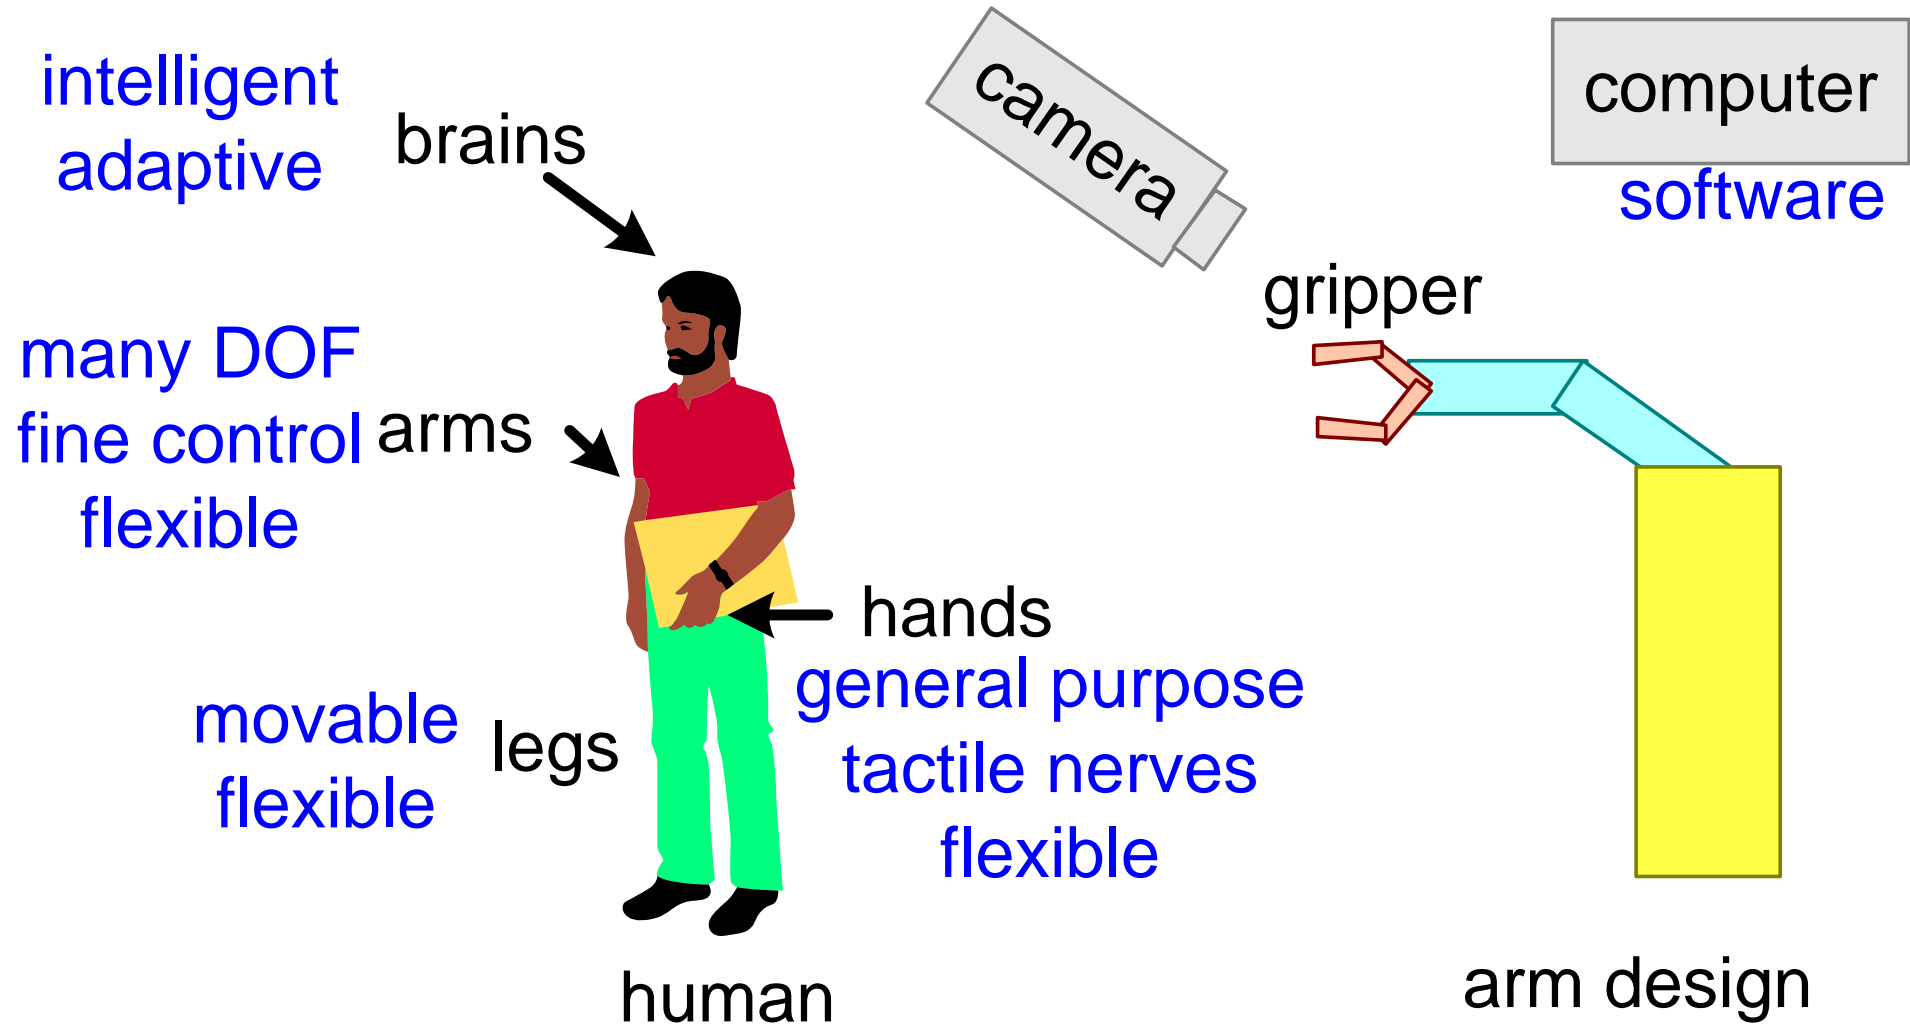 intelligent
adaptive
brains
many DOF
fine control
flexible
arms
movable
flexible
legs
hands
general purpose
tactile nerves
flexible
human
camera
computer
software
gripper
arm design